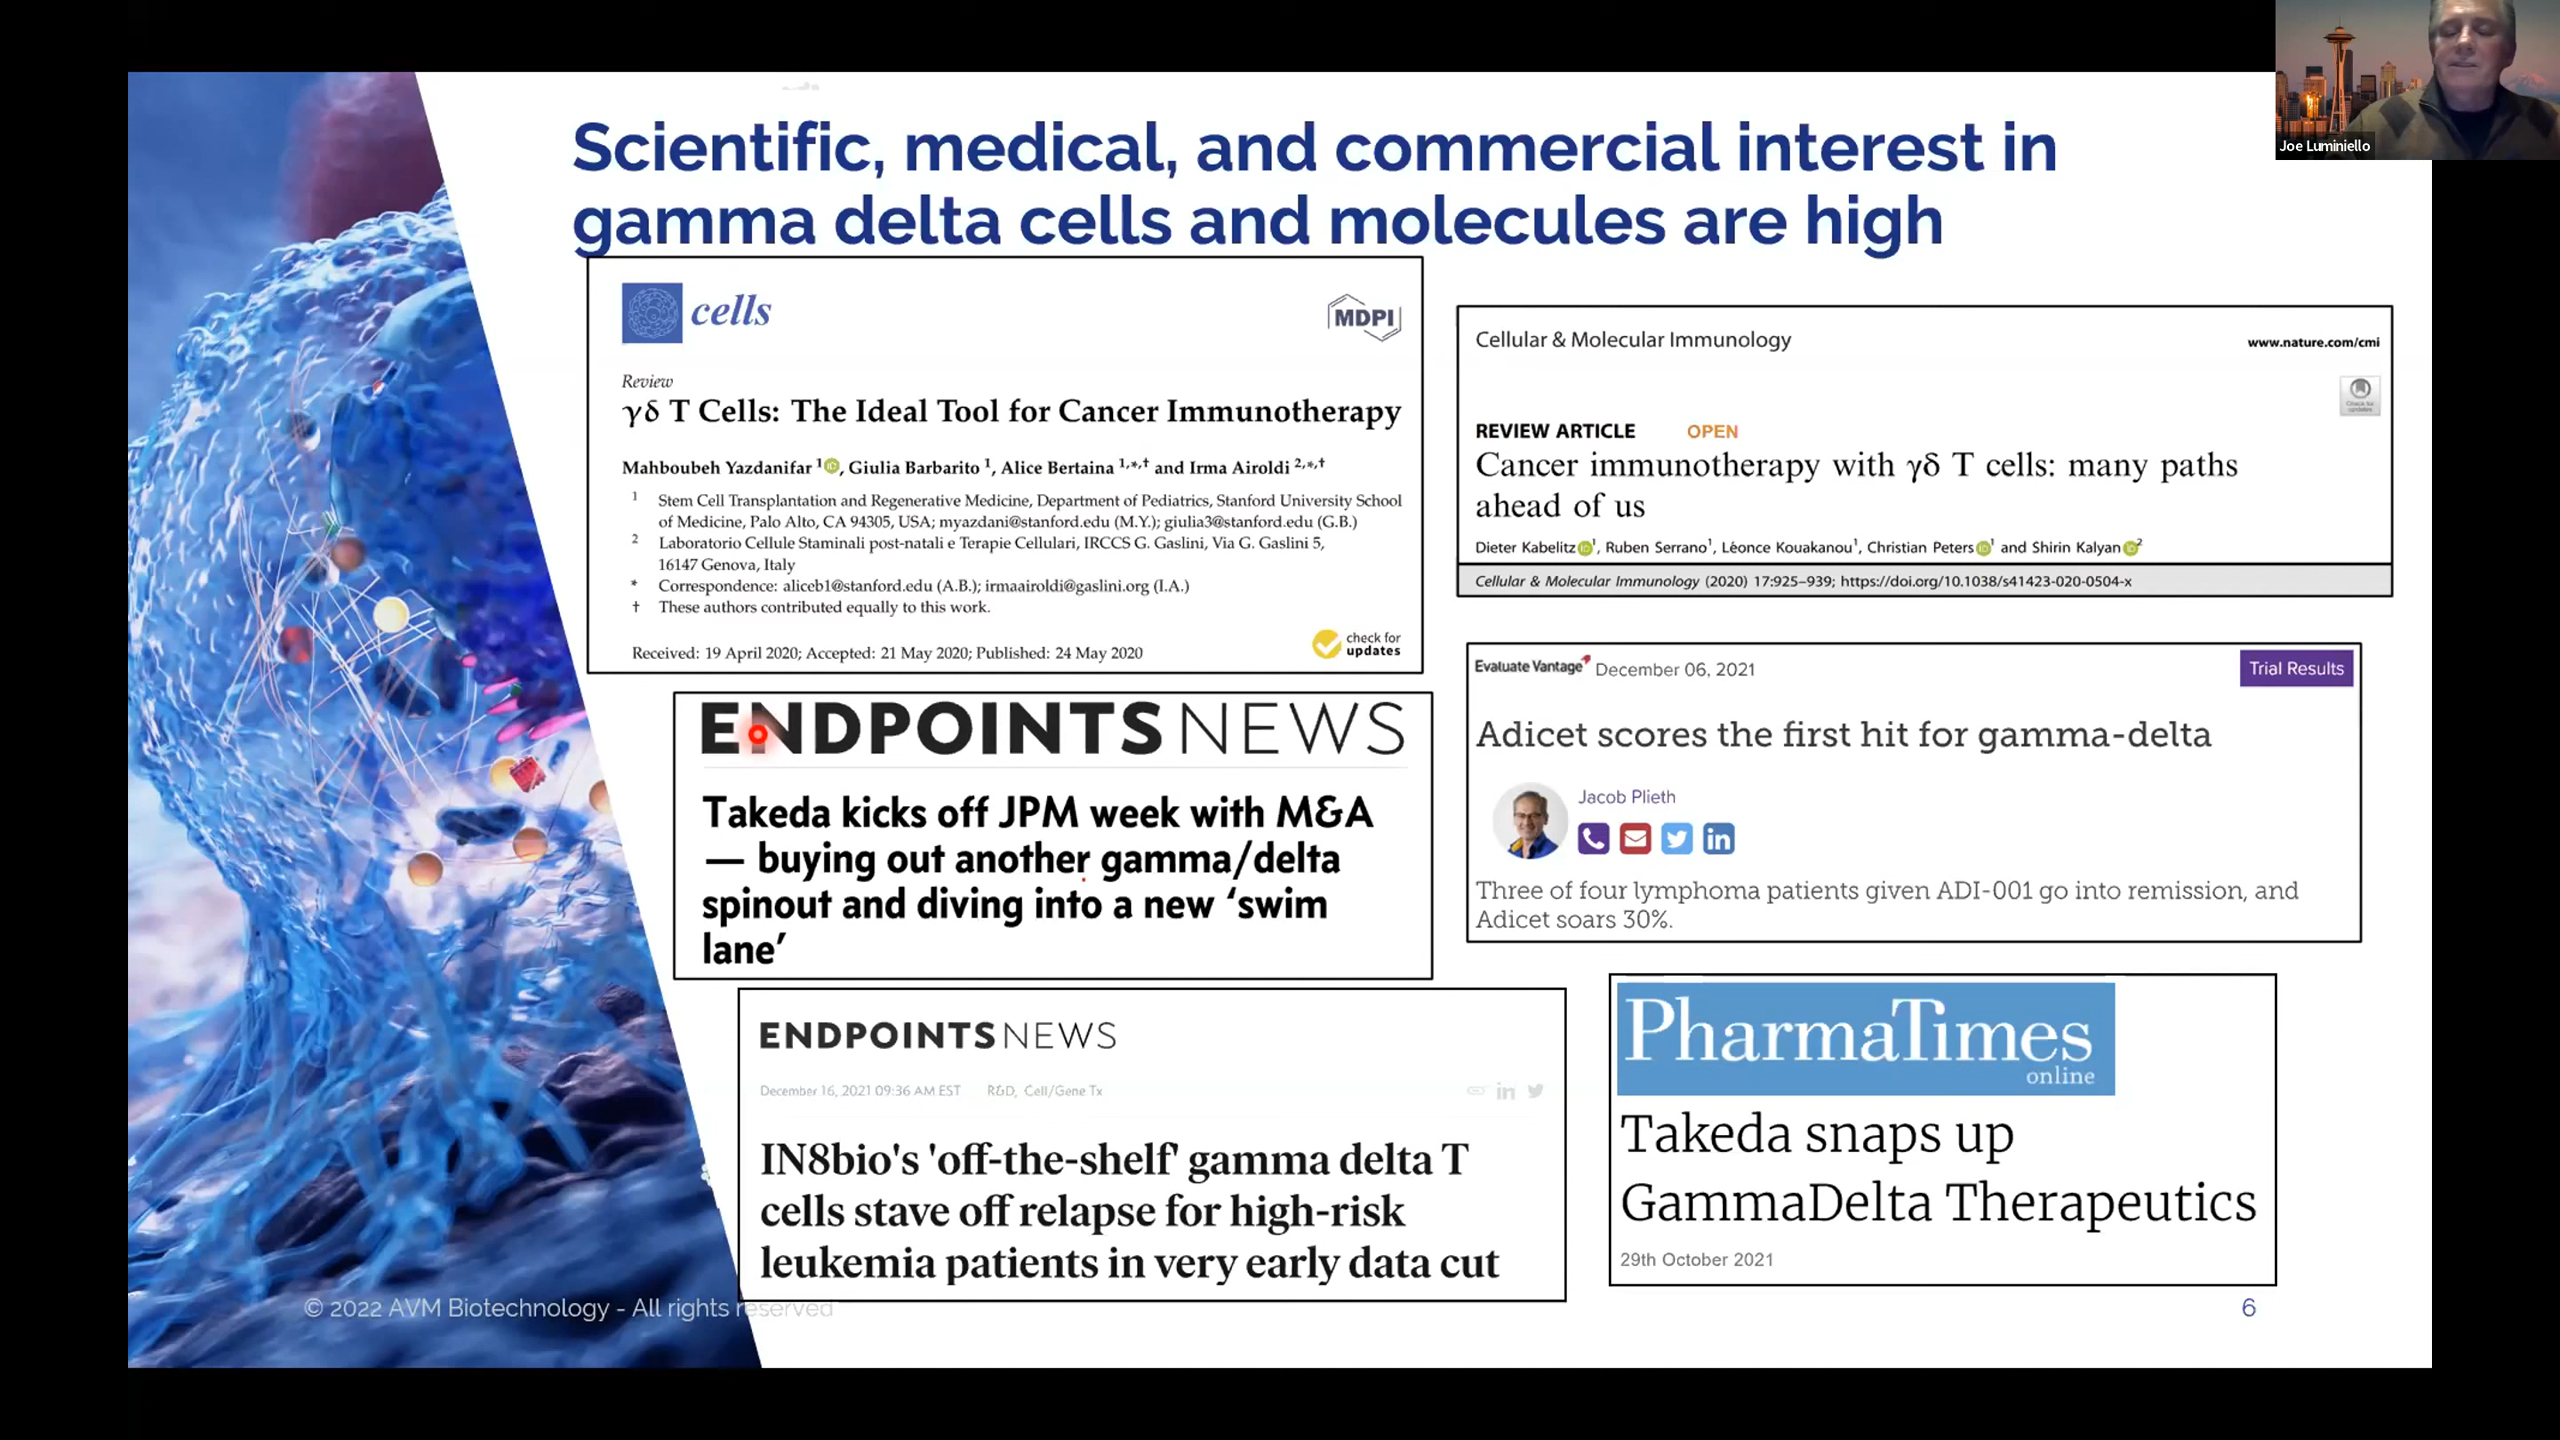 Joe Luminiello
Scientific, medical, and commercial interest in
gamma delta cells and molecules are high
cells
MDPI
Review
γδ T Cells: The Ideal Tool for Cancer Immunotherapy
Mahboubeh Yazdanifar 1, Giulia Barbarito 1, Alice Bertaina 1,*,† and Irma Airoldi 2,*,†
1 Stem Cell Transplantation and Regenerative Medicine, Department of Pediatrics, Stanford University School
of Medicine, Palo Alto, CA 94305, USA; myazdani@stanford.edu (M.Y.); giulia3@stanford.edu (G.B.)
2 Laboratorio Cellule Staminali post-natali e Terapie Cellulari, IRCCS G. Gaslini, Via G. Gaslini 5,
16147 Genova, Italy
* Correspondence: aliceb1@stanford.edu (A.B.); irmaairoldi@gaslini.org (I.A.)
† These authors contributed equally to this work.
Received: 19 April 2020; Accepted: 21 May 2020; Published: 24 May 2020
check for
updates
Cellular & Molecular Immunology
www.nature.com/cmi
Check for
updates
REVIEW ARTICLE OPEN
Cancer immunotherapy with γδ T cells: many paths
ahead of us
Dieter Kabelitz 1, Ruben Serrano1, Léonce Kouakanou1, Christian Peters 1 and Shirin Kalyan 2
Cellular & Molecular Immunology (2020) 17:925–939; https://doi.org/10.1038/s41423-020-0504-x
ENDPOINTS NEWS
Takeda kicks off JPM week with M&A
— buying out another gamma/delta
spinout and diving into a new ‘swim
lane’
Evaluate Vantage December 06, 2021
Trial Results
Adicet scores the first hit for gamma-delta
Jacob Plieth
in
Three of four lymphoma patients given ADI-001 go into remission, and
Adicet soars 30%.
ENDPOINTS NEWS
December 16, 2021 09:36 AM EST R&D, Cell/Gene Tx
in
IN8bio's 'off-the-shelf' gamma delta T
cells stave off relapse for high-risk
leukemia patients in very early data cut
PharmaTimes
online
Takeda snaps up
GammaDelta Therapeutics
29th October 2021
© 2022 AVM Biotechnology - All rights reserved
6